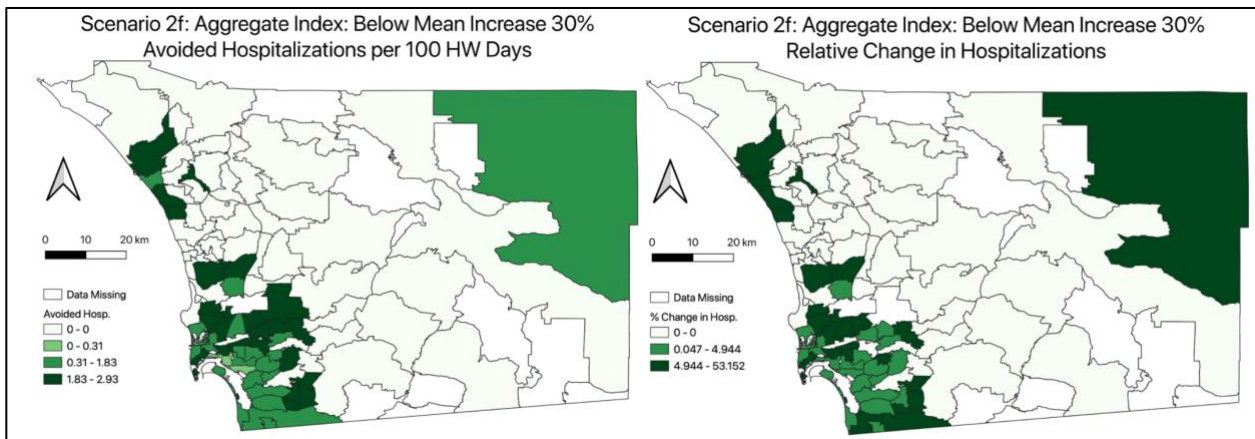 Scenario 2f: Aggregate Index: Below Mean Increase 30%
Avoided Hospitalizations per 100 HW Days
0 10 20 km
Data Missing
Avoided Hosp.
0 - 0
0 - 0.31
0.31 - 1.83
1.83 - 2.93
Scenario 2f: Aggregate Index: Below Mean Increase 30%
Relative Change in Hospitalizations
0 10 20 km
Data Missing
% Change in Hosp.
0 - 0
0.047 - 4.944
4.944 - 53.152